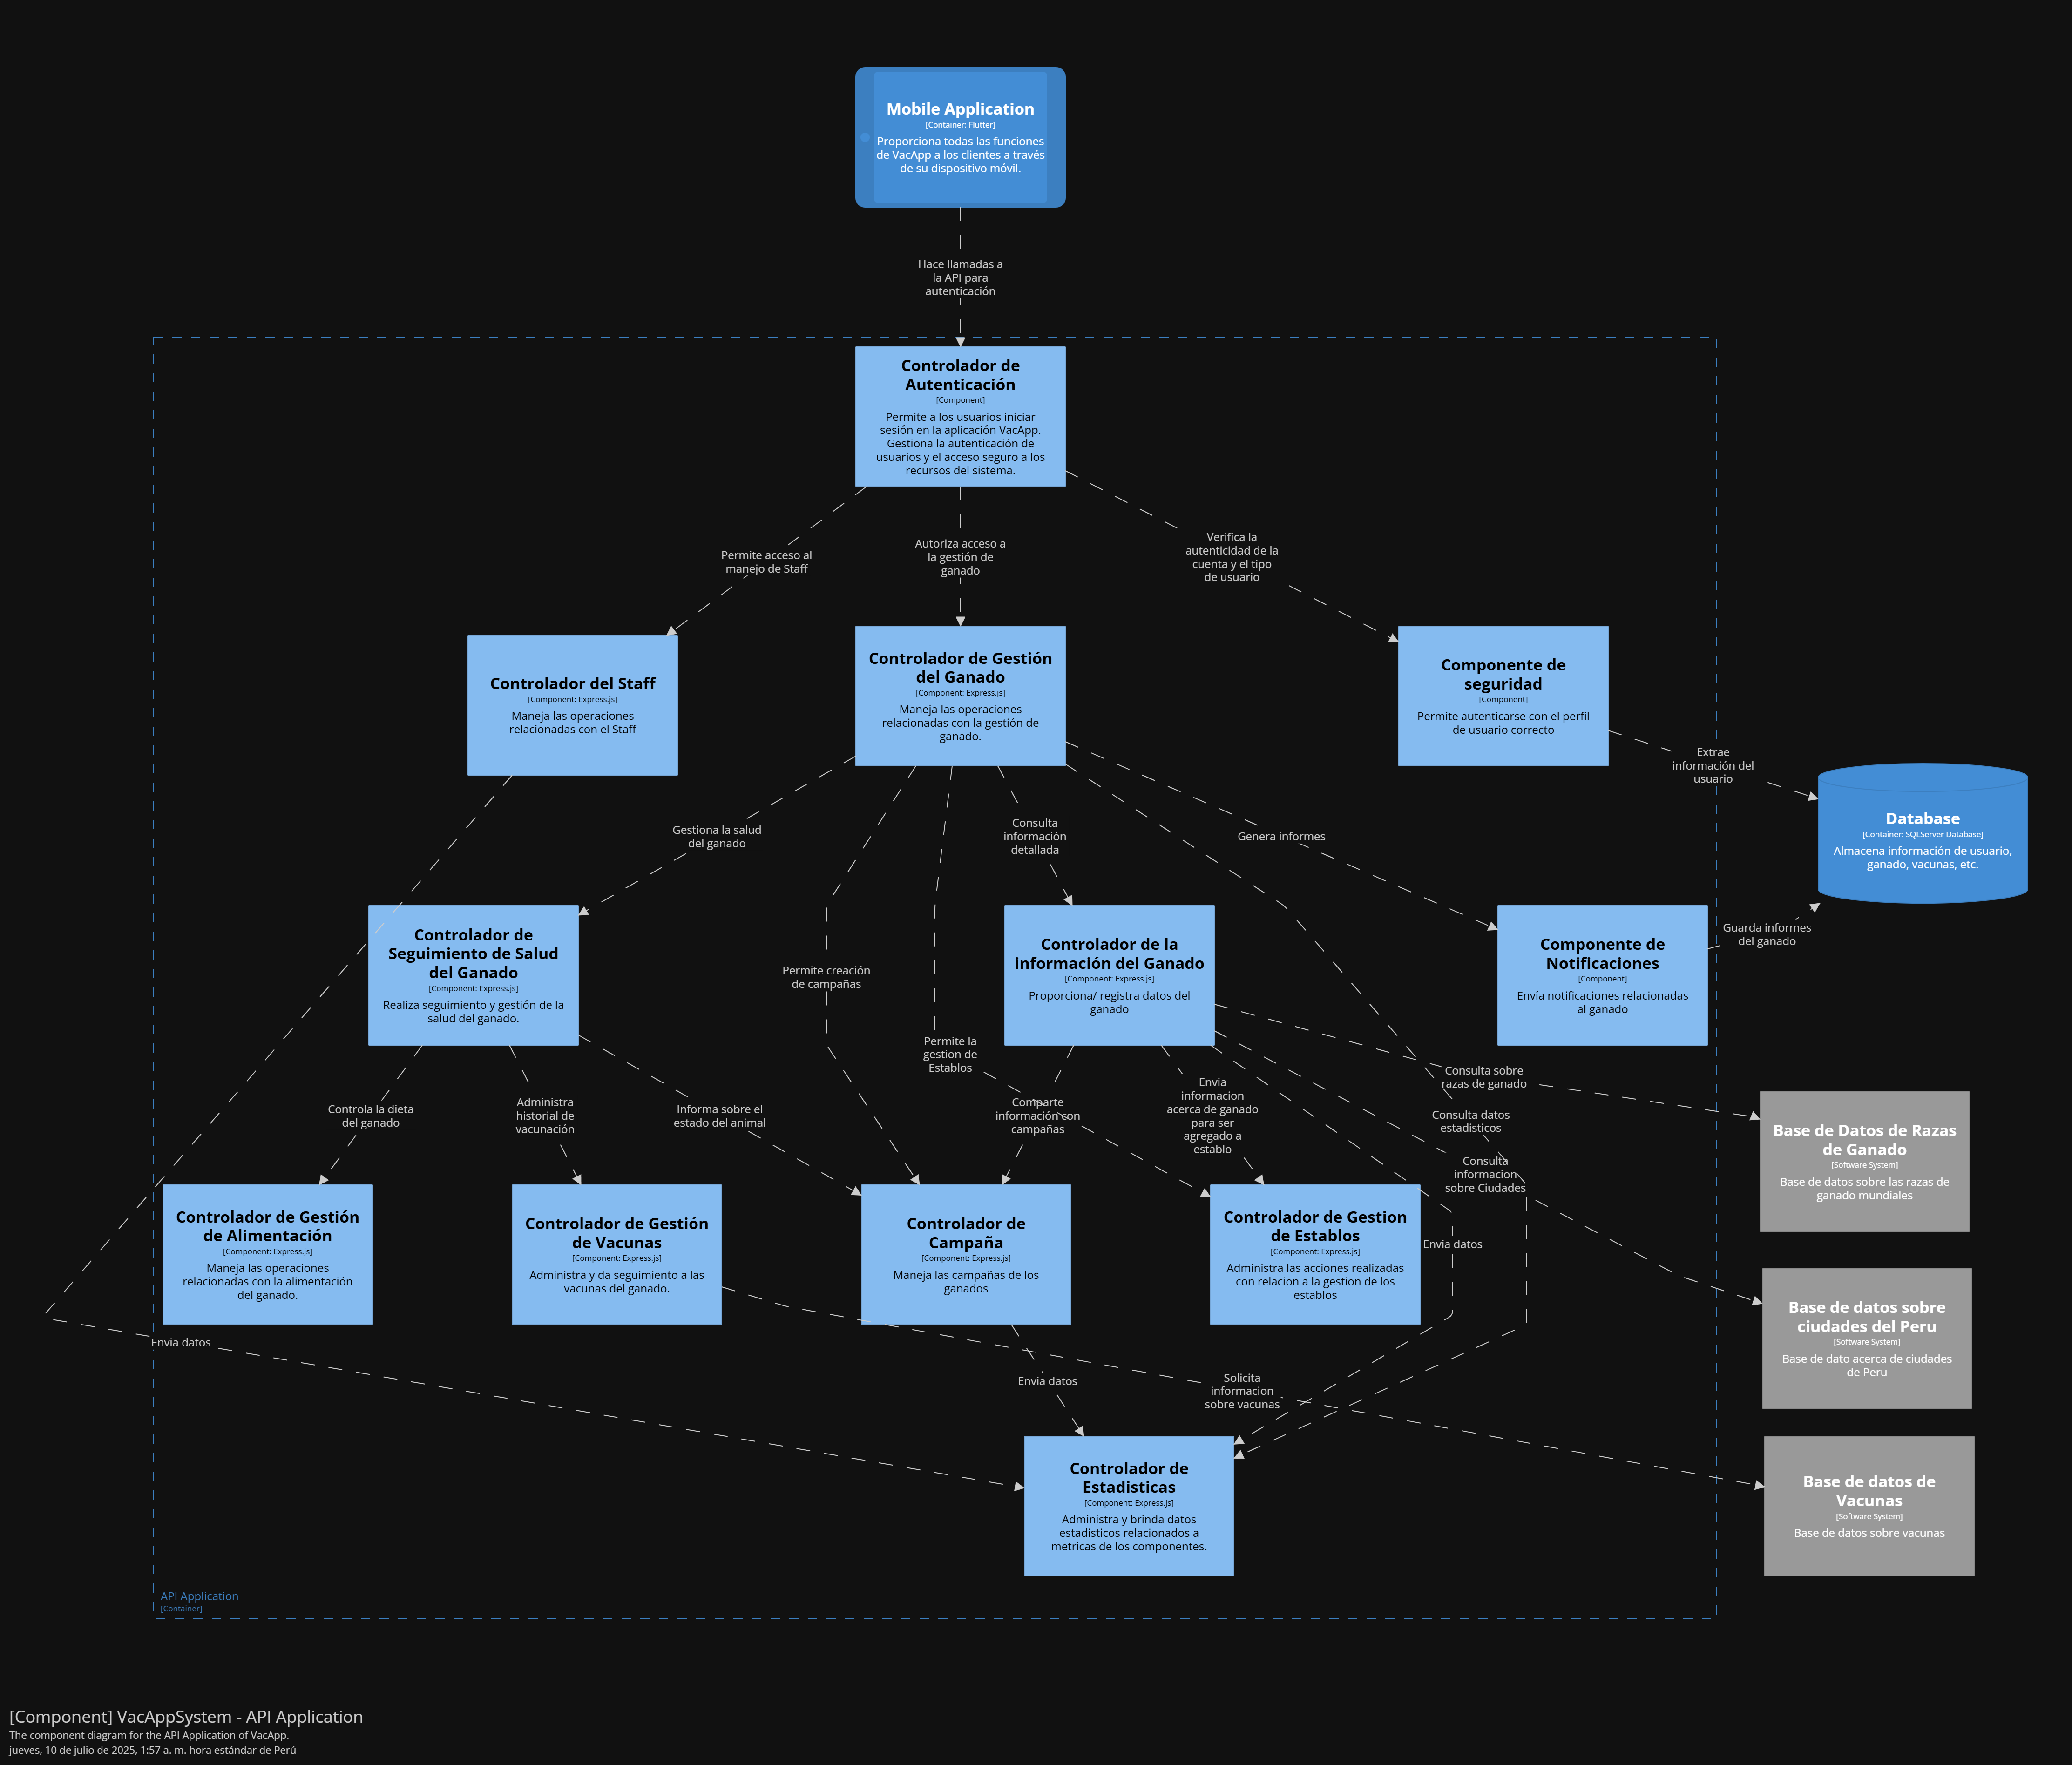 Mobile Application
[Container: Flutter]
Proporciona todas las funciones
de VacApp a los clientes a través
de su dispositivo móvil.
Hace llamadas a
la API para
autenticación
Controlador de
Autenticación
[Component]
Permite a los usuarios iniciar
sesión en la aplicación VacApp.
Gestiona la autenticación de
usuarios y el acceso seguro a los
recursos del sistema.
Permite acceso al
manejo de Staff
Autoriza acceso a
la gestión de
ganado
Verifica la
autenticidad de la
cuenta y el tipo
de usuario
Controlador del Staff
[Component: Express.js]
Maneja las operaciones
relacionadas con el Staff
Controlador de Gestión
del Ganado
[Component: Express.js]
Maneja las operaciones
relacionadas con la gestión de
ganado.
Componente de
seguridad
[Component]
Permite autenticarse con el perfil
de usuario correcto
Extrae
información del
usuario
Database
[Container: SQLServer Database]
Almacena información de usuario,
ganado, vacunas, etc.
Gestiona la salud
del ganado
Consulta
información
detallada
Genera informes
Controlador de
Seguimiento de Salud
del Ganado
[Component: Express.js]
Realiza seguimiento y gestión de la
salud del ganado.
Permite creación
de campañas
Controlador de la
información del Ganado
[Component: Express.js]
Proporciona/ registra datos del
ganado
Componente de
Notificaciones
[Component]
Envía notificaciones relacionadas
al ganado
Guarda informes
del ganado
Permite la
gestion de
Establos
Controla la dieta
del ganado
Administra
historial de
vacunación
Informa sobre el
estado del animal
Comparte
información con
campañas
Envia
informacion
acerca de ganado
para ser
agregado a
establo
Consulta sobre
razas de ganado
Consulta datos
estadisticos
Consulta
informacion
sobre Ciudades
Base de Datos de Razas
de Ganado
[Software System]
Base de datos sobre las razas de
ganado mundiales
Controlador de Gestión
de Alimentación
[Component: Express.js]
Maneja las operaciones
relacionadas con la alimentación
del ganado.
Controlador de Gestión
de Vacunas
[Component: Express.js]
Administra y da seguimiento a las
vacunas del ganado.
Controlador de
Campaña
[Component: Express.js]
Maneja las campañas de los
ganados
Controlador de Gestion
de Establos
[Component: Express.js]
Administra las acciones realizadas
con relacion a la gestion de los
establos
Envia datos
Base de datos sobre
ciudades del Peru
[Software System]
Base de dato acerca de ciudades
de Peru
Envia datos
Envia datos
Solicita
informacion
sobre vacunas
Controlador de
Estadisticas
[Component: Express.js]
Administra y brinda datos
estadisticos relacionados a
metricas de los componentes.
Base de datos de
Vacunas
[Software System]
Base de datos sobre vacunas
API Application
[Container]
[Component] VacAppSystem - API Application
The component diagram for the API Application of VacApp.
jueves, 10 de julio de 2025, 1:57 a. m. hora estándar de Perú